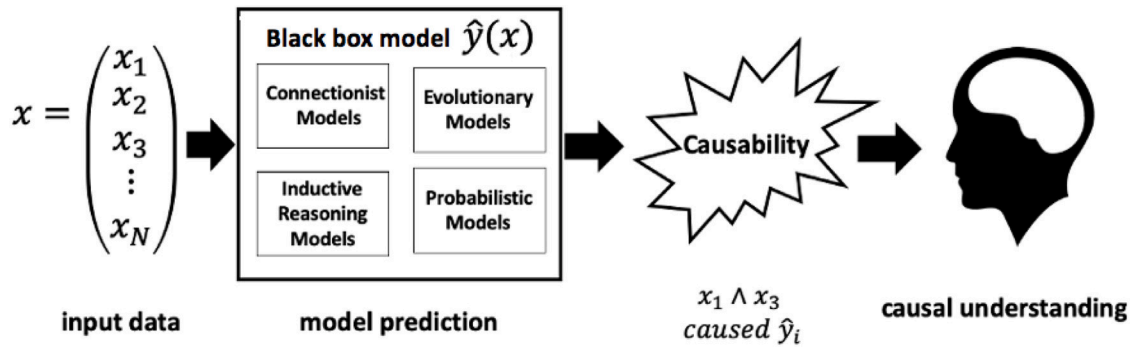 x =
x₁
x₂
x₃
⋮
x_N
Black box model ŷ(x)
Connectionist
Models
Evolutionary
Models
Inductive
Reasoning
Models
Probabilistic
Models
Causability
x₁ ∧ x₃
caused ŷᵢ
input data
model prediction
causal understanding